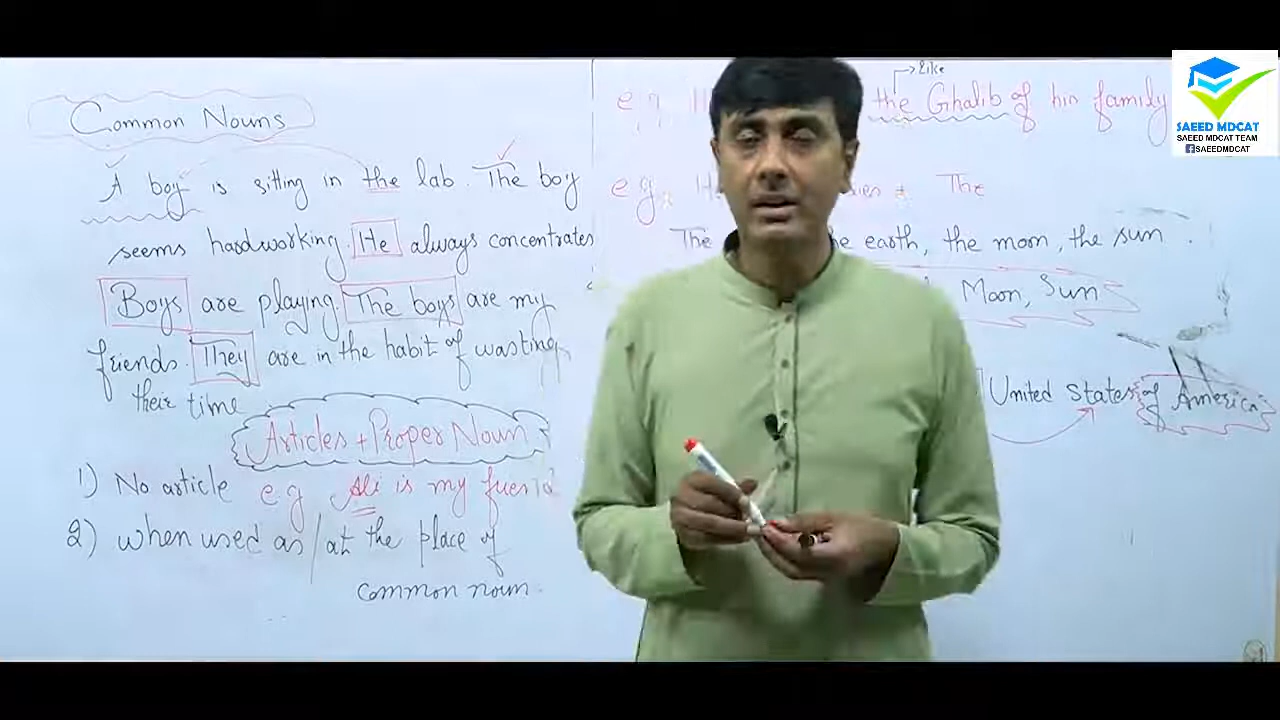 Common Nouns
A boy is sitting in the lab. The boy
seems hardworking. He always concentrates
Boys are playing. The boys are my
friends. They are in the habit of wasting
their time
Articles + Proper Noun
1) No article e.g Ali is my friend
2) when used as / at the place of
common noun.
Like
e.g. the Ghalib of his family
e.g. The
The earth, the moon, the sun.
Moon, Sun
United States of America
SAEED MDCAT
SAEED MDCAT TEAM
SAEEDMDCAT